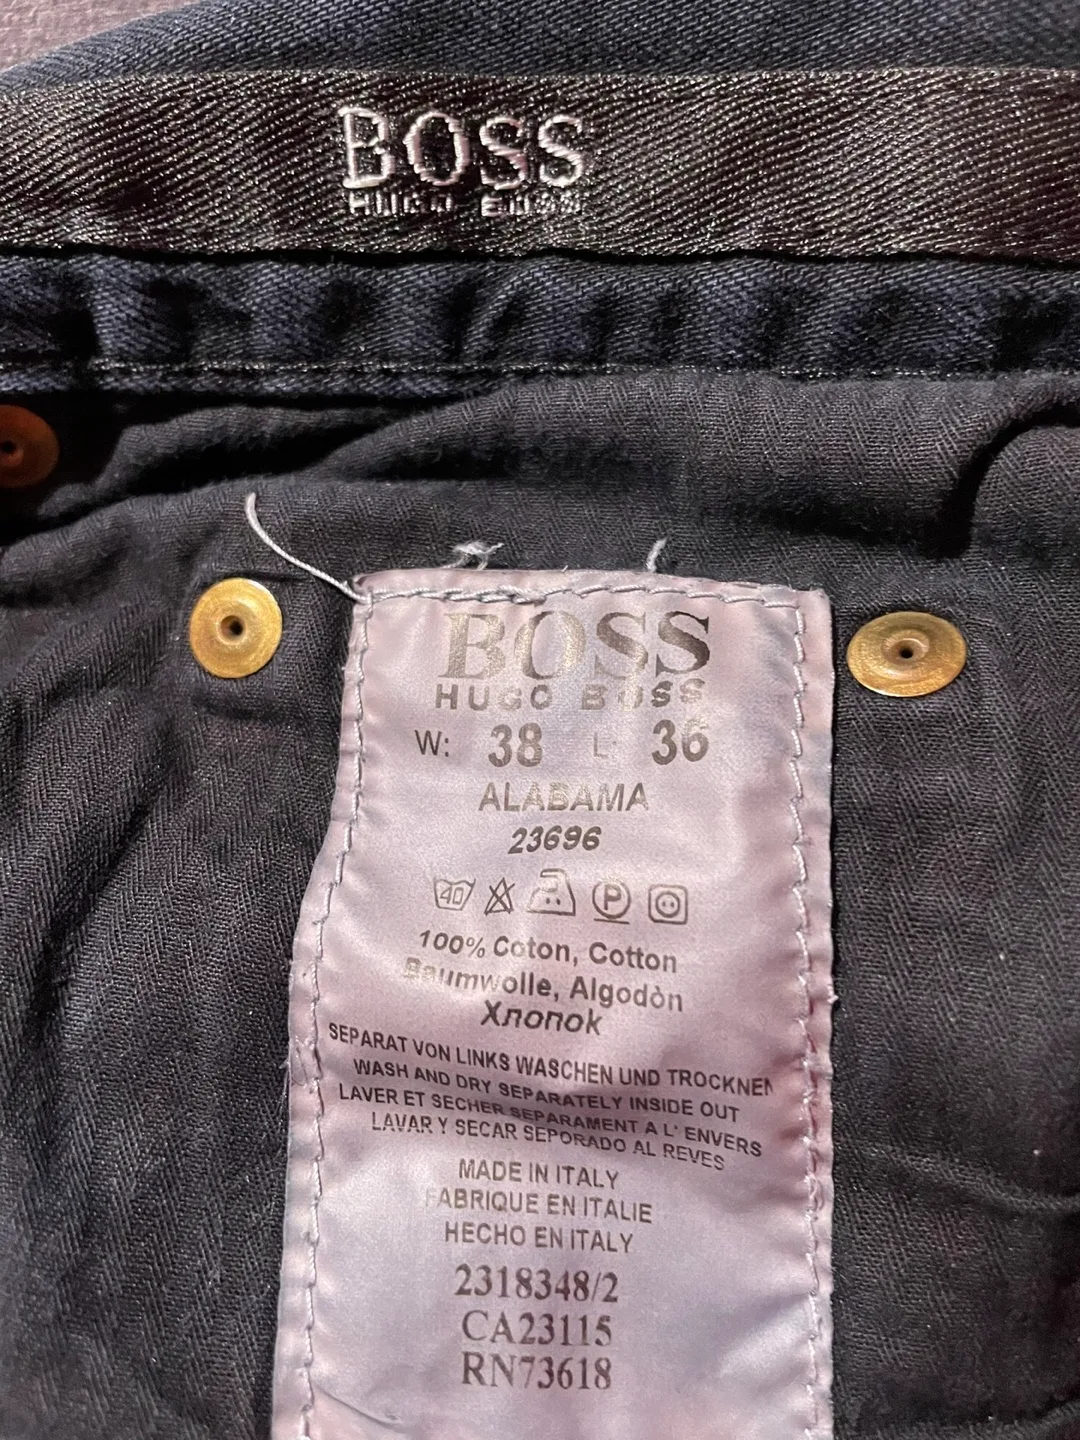 BOSS
HUGO BOSS
BOSS
HUGO BOSS
W: 38 L: 36
ALABAMA
23696
40 P
100% Coton, Cotton
Baumwolle, Algodòn
Хлопок
SEPARAT VON LINKS WASCHEN UND TROCKNEN
WASH AND DRY SEPARATELY INSIDE OUT
LAVER ET SECHER SEPARAMENT A L' ENVERS
LAVAR Y SECAR SEPORADO AL REVES
MADE IN ITALY
FABRIQUE EN ITALIE
HECHO EN ITALY
2318348/2
CA23115
RN73618